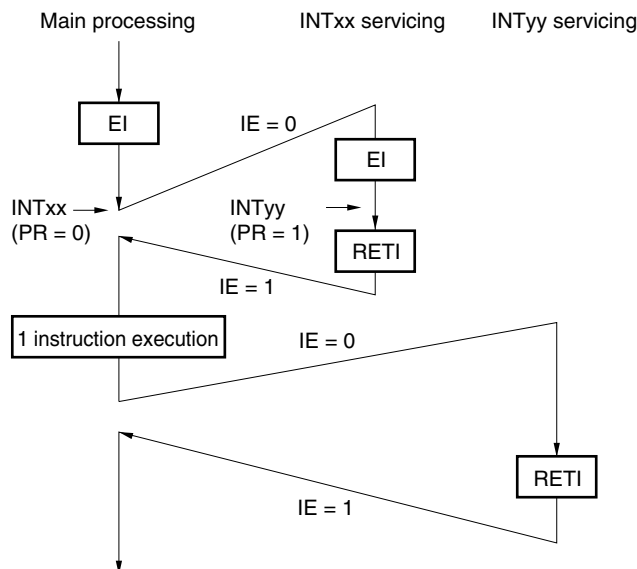 Main processing
INTxx servicing
INTyy servicing
EI
IE = 0
EI
INTxx
(PR = 0)
INTyy
(PR = 1)
RETI
IE = 1
1 instruction execution
IE = 0
RETI
IE = 1